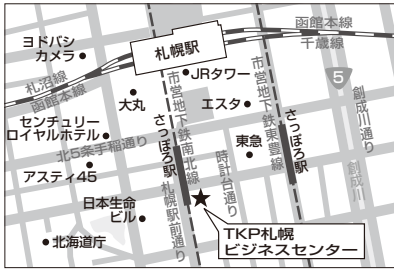 函館本線
千歳線
ヨドバシ
カメラ
札幌駅
札沼線
函館本線
JRタワー
5
大丸
エスタ
市営地下鉄南北線
市営地下鉄東豊線
創成川通り
創成川
センチュリー
ロイヤルホテル
さっぽろ駅
東急
さっぽろ駅
北5条手稲通り
アスティ45
時計台通り
日本生命
ビル
札幌駅前通り
TKP札幌
ビジネスセンター
北海道庁